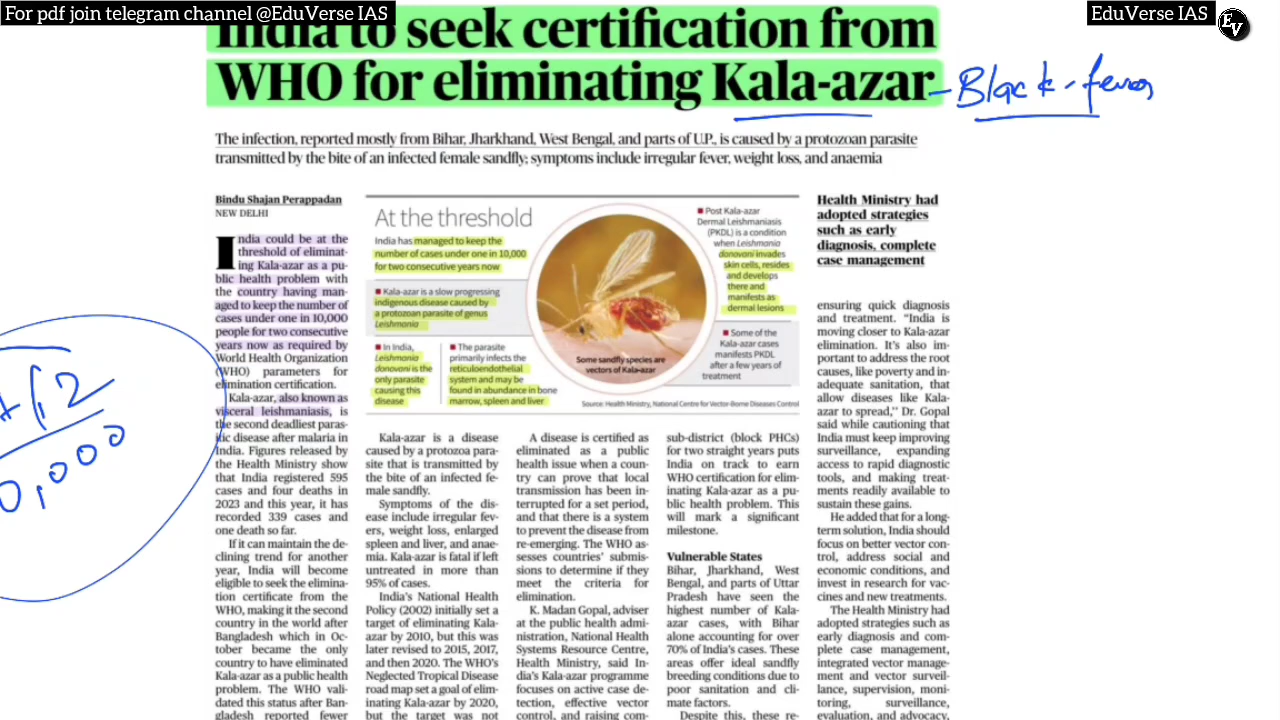 For pdf join telegram channel @EduVerse IAS
EduVerse IAS
EV
India to seek certification from
WHO for eliminating Kala-azar
- Black-fever
The infection, reported mostly from Bihar, Jharkhand, West Bengal, and parts of U.P., is caused by a protozoan parasite
transmitted by the bite of an infected female sandfly; symptoms include irregular fever, weight loss, and anaemia
Bindu Shajan Perappadan
NEW DELHI
India could be at the
threshold of eliminat-
ing Kala-azar as a pu-
blic health problem with
the country having man-
aged to keep the number of
cases under one in 10,000
people for two consecutive
years now as required by
World Health Organization
(WHO) parameters for
elimination certification.
Kala-azar, also known as
visceral leishmaniasis, is
the second deadliest paras-
itic disease after malaria in
India. Figures released by
the Health Ministry show
that India registered 595
cases and four deaths in
2023 and this year, it has
recorded 339 cases and
one death so far.
If it can maintain the de-
clining trend for another
year, India will become
eligible to seek the elimina-
tion certificate from the
WHO, making it the second
country in the world after
Bangladesh which in Oc-
tober became the only
country to have eliminated
Kala-azar as a public health
problem. The WHO vali-
dated this status after Ban-
gladesh reported fewer
At the threshold
India has managed to keep the
number of cases under one in 10,000
for two consecutive years now
Kala-azar is a slow progressing
indigenous disease caused by
a protozoan parasite of genus
Leishmania
In India,
Leishmania
donovani is the
only parasite
causing this
disease
The parasite
primarily infects the
reticuloendothelial
system and may be
found in abundance in bone
marrow, spleen and liver
Some sandfly species are
vectors of Kala-azar
Post Kala-azar
Dermal Leishmaniasis
(PKDL) is a condition
when Leishmania
donovani invades
skin cells, resides
and develops
there and
manifests as
dermal lesions
Some of the
Kala-azar cases
manifests PKDL
after a few years of
treatment
Source: Health Ministry, National Centre for Vector-Borne Diseases Control
Kala-azar is a disease
caused by a protozoa para-
site that is transmitted by
the bite of an infected fe-
male sandfly.
Symptoms of the dis-
ease include irregular fev-
ers, weight loss, enlarged
spleen and liver, and anae-
mia. Kala-azar is fatal if left
untreated in more than
95% of cases.
India's National Health
Policy (2002) initially set a
target of eliminating Kala-
azar by 2010, but this was
later revised to 2015, 2017,
and then 2020. The WHO's
Neglected Tropical Disease
road map set a goal of elim-
inating Kala-azar by 2020,
but the target was not
A disease is certified as
eliminated as a public
health issue when a coun-
try can prove that local
transmission has been in-
terrupted for a set period,
and that there is a system
to prevent the disease from
re-emerging. The WHO as-
sesses countries' submis-
sions to determine if they
meet the criteria for
elimination.
K. Madan Gopal, adviser
at the public health admi-
nistration, National Health
Systems Resource Centre,
Health Ministry, said In-
dia's Kala-azar programme
focuses on active case de-
tection, effective vector
control, and raising com-
sub-district (block PHCs)
for two straight years puts
India on track to earn
WHO certification for elim-
inating Kala-azar as a pu-
blic health problem. This
will mark a significant
milestone.
Vulnerable States
Bihar, Jharkhand, West
Bengal, and parts of Uttar
Pradesh have seen the
highest number of Kala-
azar cases, with Bihar
alone accounting for over
70% of India's cases. These
areas offer ideal sandfly
breeding conditions due to
poor sanitation and cli-
mate factors.
Despite this, these re-
Health Ministry had
adopted strategies
such as early
diagnosis, complete
case management
ensuring quick diagnosis
and treatment. "India is
moving closer to Kala-azar
elimination. It's also im-
portant to address the root
causes, like poverty and in-
adequate sanitation, that
allow diseases like Kala-
azar to spread," Dr. Gopal
said while cautioning that
India must keep improving
surveillance, expanding
access to rapid diagnostic
tools, and making treat-
ments readily available to
sustain these gains.
He added that for a long-
term solution, India should
focus on better vector con-
trol, address social and
economic conditions, and
invest in research for vac-
cines and new treatments.
The Health Ministry had
adopted strategies such as
early diagnosis and com-
plete case management,
integrated vector manage-
ment and vector surveil-
lance, supervision, moni-
toring, surveillance,
evaluation, and advocacy,